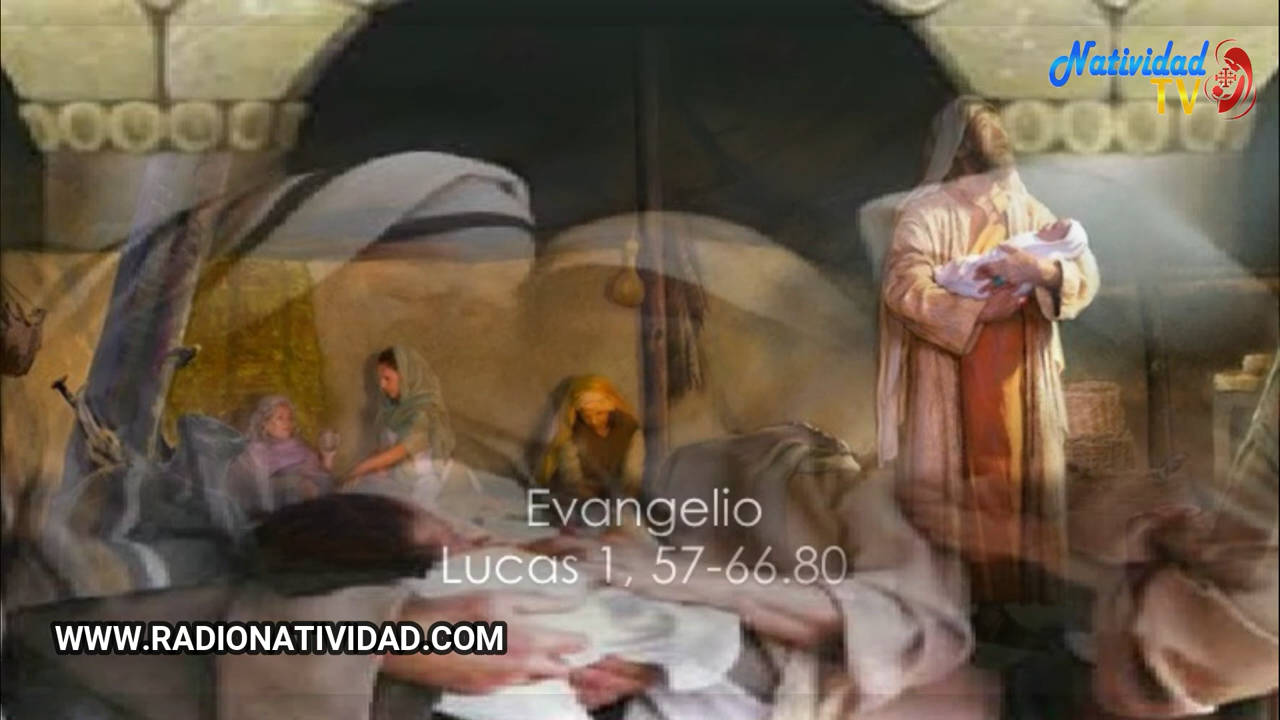 Natividad
TV
Evangelio
Lucas 1, 57-66.80
WWW.RADIONATIVIDAD.COM